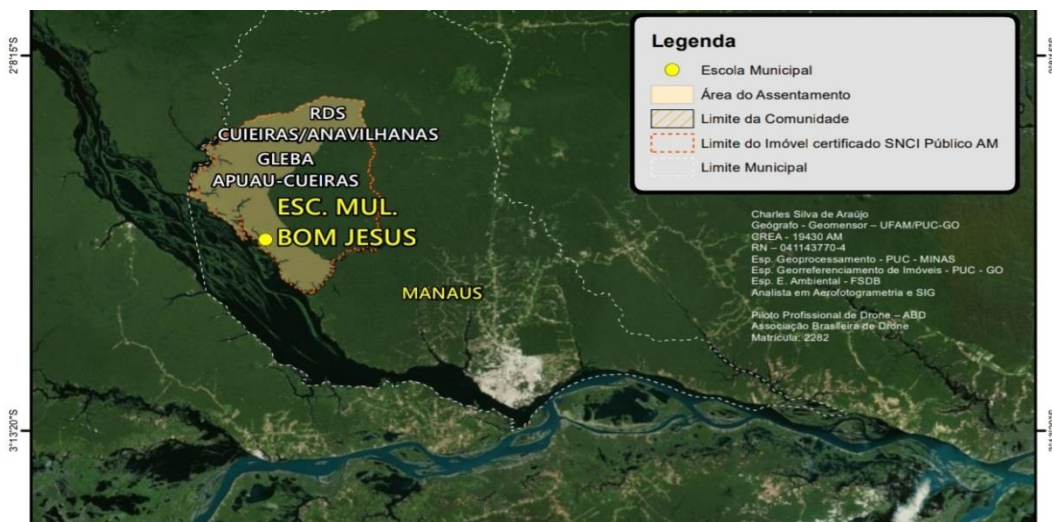 2°8'15"S
RDS
CUIEIRAS/ANAVILHANAS
GLEBA
APUAU-CUEIRAS
ESC. MUL.
BOM JESUS
MANAUS
3°13'20"S
Legenda
Escola Municipal
Área do Assentamento
Limite da Comunidade
Limite do Imóvel certificado SNCI Público AM
Limite Municipal
Charles Silva de Araújo
Geógrafo - Geomensor – UFAM/PUC-GO
CREA - 19430 AM
RN – 041143770-4
Esp. Geoprocessamento - PUC - MINAS
Esp. Georreferenciamento de Imóveis - PUC - GO
Esp. E. Ambiental - FSDB
Analista em Aerofotogrametria e SIG
Piloto Profissional de Drone – ABD
Associação Brasileira de Drone
Matrícula: 2282